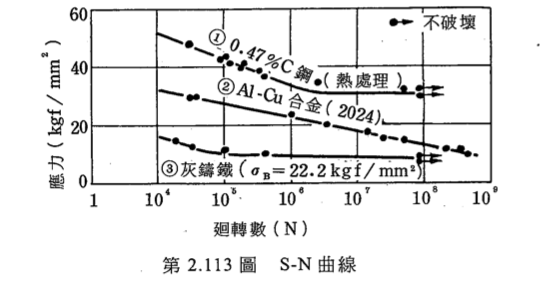 60
40
20
0
應力 (kgf / mm²)
●→ 不破壞
① 0.47%C 鋼 (熱處理)
② Al-Cu 合金 (2024)
③ 灰鑄鐵 (σB=22.2 kgf / mm²)
1 10⁴ 10⁵ 10⁶ 10⁷ 10⁸ 10⁹
廻轉數 (N)
第 2.113 圖 S-N 曲線